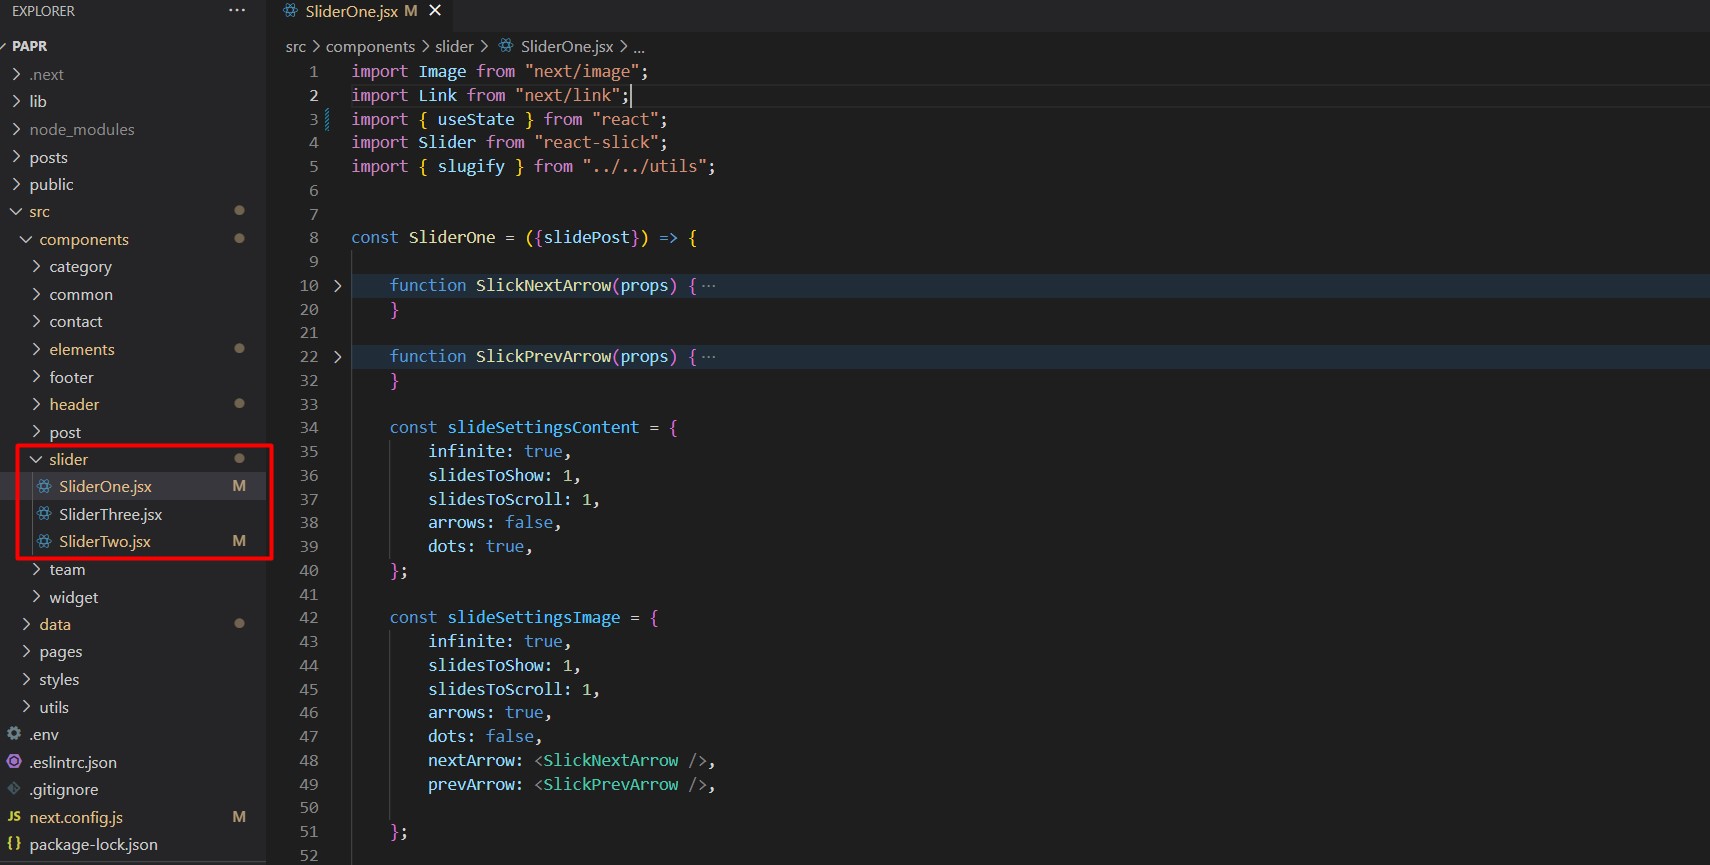 EXPLORER
PAPR
.next
lib
node_modules
posts
public
src
components
category
common
contact
elements
footer
header
post
slider
SliderOne.jsx M
SliderThree.jsx
SliderTwo.jsx M
team
widget
data
pages
styles
utils
.env
.eslintrc.json
.gitignore
JS next.config.js M
{} package-lock.json
SliderOne.jsx M
src > components > slider > SliderOne.jsx > ...
1 import Image from "next/image";
2 import Link from "next/link";
3 import { useState } from "react";
4 import Slider from "react-slick";
5 import { slugify } from "../../utils";
6
7
8 const SliderOne = ({slidePost}) => {
9
10 function SlickNextArrow(props) { ...
20 }
21
22 function SlickPrevArrow(props) { ...
32 }
33
34 const slideSettingsContent = {
35 infinite: true,
36 slidesToShow: 1,
37 slidesToScroll: 1,
38 arrows: false,
39 dots: true,
40 };
41
42 const slideSettingsImage = {
43 infinite: true,
44 slidesToShow: 1,
45 slidesToScroll: 1,
46 arrows: true,
47 dots: false,
48 nextArrow: <SlickNextArrow />,
49 prevArrow: <SlickPrevArrow />,
50
51 };
52